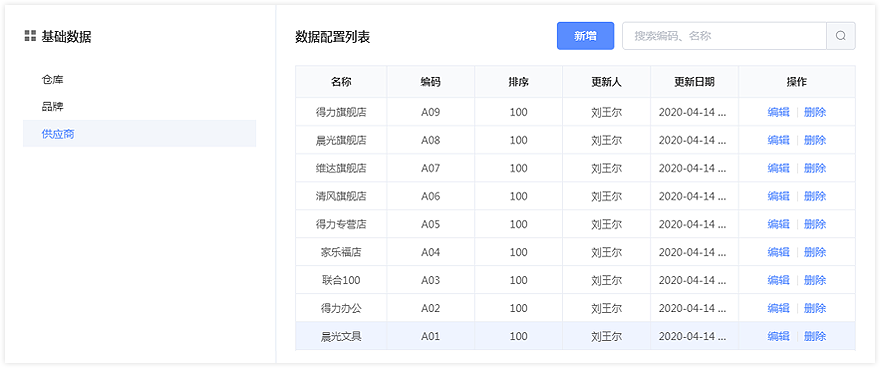 基础数据
仓库
品牌
供应商
数据配置列表
新增
搜索编码、名称
名称 编码 排序 更新人 更新日期 操作
得力旗舰店 A09 100 刘王尔 2020-04-14 ... 编辑 删除
晨光旗舰店 A08 100 刘王尔 2020-04-14 ... 编辑 删除
维达旗舰店 A07 100 刘王尔 2020-04-14 ... 编辑 删除
清风旗舰店 A06 100 刘王尔 2020-04-14 ... 编辑 删除
得力专营店 A05 100 刘王尔 2020-04-14 ... 编辑 删除
家乐福店 A04 100 刘王尔 2020-04-14 ... 编辑 删除
联合100 A03 100 刘王尔 2020-04-14 ... 编辑 删除
得力办公 A02 100 刘王尔 2020-04-14 ... 编辑 删除
晨光文具 A01 100 刘王尔 2020-04-14 ... 编辑 删除